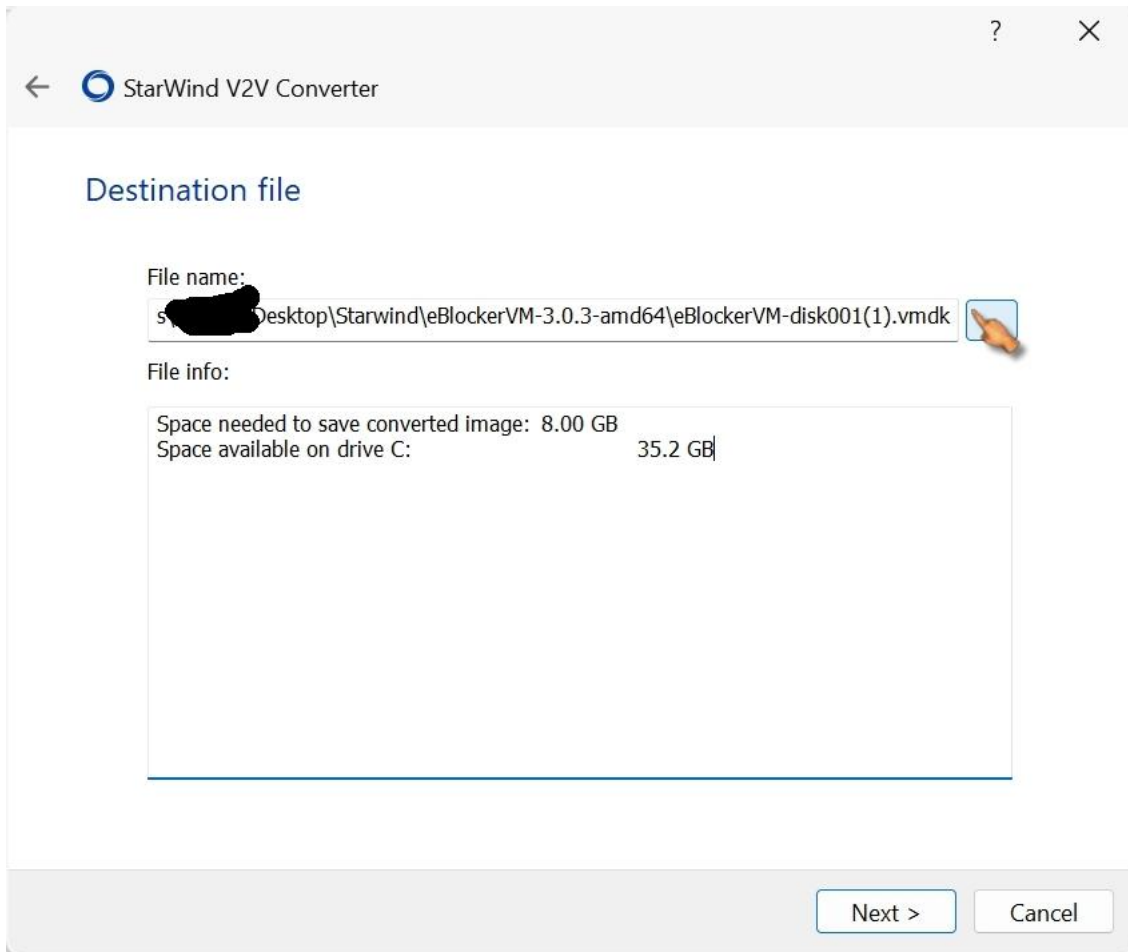 ?
StarWind V2V Converter
Destination file
File name:
s\ Desktop\Starwind\eBlockerVM-3.0.3-amd64\eBlockerVM-disk001(1).vmdk
File info:
Space needed to save converted image: 8.00 GB
Space available on drive C: 35.2 GB
Next >
Cancel